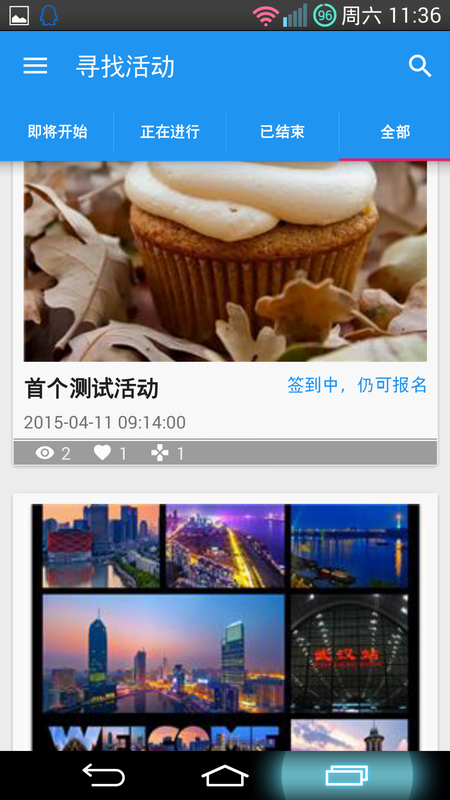 96 周六 11:36
寻找活动
即将开始 正在进行 已结束 全部
首个测试活动 签到中，仍可报名
2015-04-11 09:14:00
2 1 1
武汉站
WELCOME